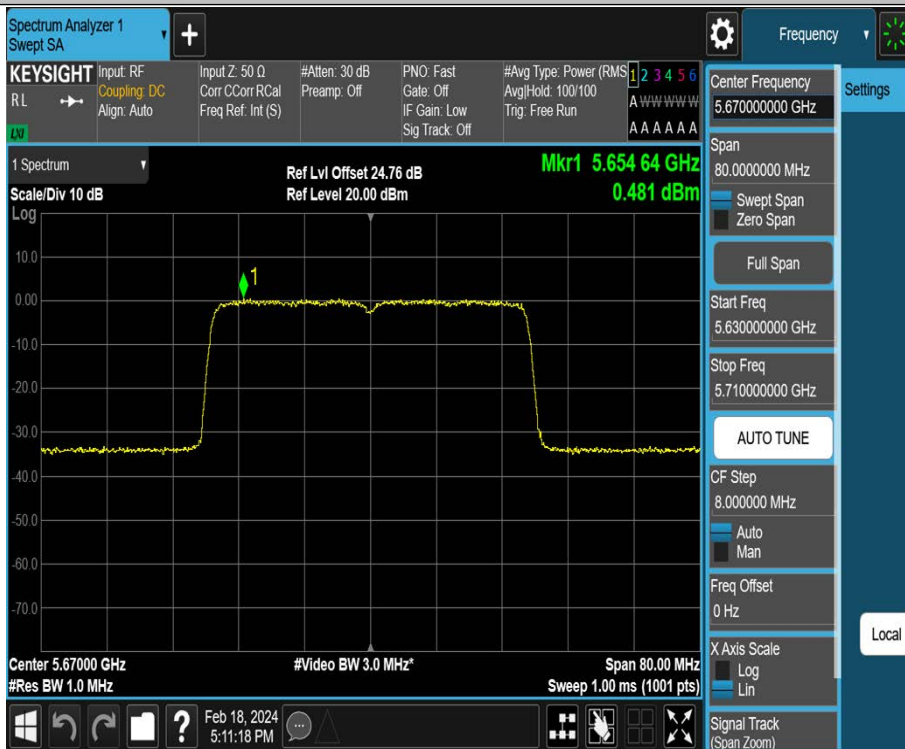 Spectrum Analyzer 1
Swept SA
+
Frequency
KEYSIGHT
RL
LXI
Input: RF
Coupling: DC
Align: Auto
Input Z: 50 Ω
Corr CCorr RCal
Freq Ref: Int (S)
#Atten: 30 dB
Preamp: Off
PNO: Fast
Gate: Off
IF Gain: Low
Sig Track: Off
#Avg Type: Power (RMS
Avg|Hold: 100/100
Trig: Free Run
1 2 3 4 5 6
A W W W W W
A A A A A A
1 Spectrum
Scale/Div 10 dB
Log
Ref Lvl Offset 24.76 dB
Ref Level 20.00 dBm
Mkr1 5.654 64 GHz
0.481 dBm
10.0
0.00
-10.0
-20.0
-30.0
-40.0
-50.0
-60.0
-70.0
1
Center 5.67000 GHz
#Res BW 1.0 MHz
#Video BW 3.0 MHz*
Span 80.00 MHz
Sweep 1.00 ms (1001 pts)
Center Frequency
5.670000000 GHz
Span
80.0000000 MHz
Swept Span
Zero Span
Full Span
Start Freq
5.630000000 GHz
Stop Freq
5.710000000 GHz
AUTO TUNE
CF Step
8.000000 MHz
Auto
Man
Freq Offset
0 Hz
X Axis Scale
Log
Lin
Signal Track
(Span Zoom)
Settings
Local
?
Feb 18, 2024
5:11:18 PM